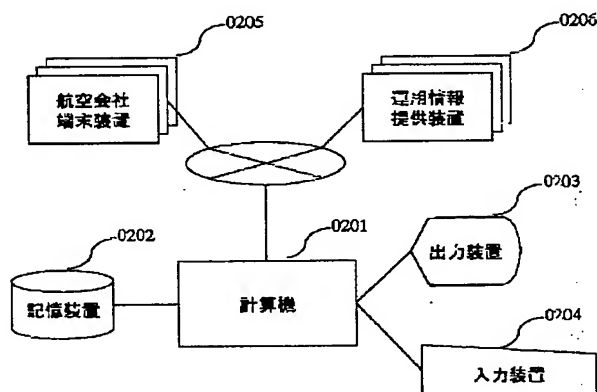 0205
0206
航空会社
端末装置
運用情報
提供装置
0203
0201
0202
出力装置
記憶装置
計算機
0204
入力装置